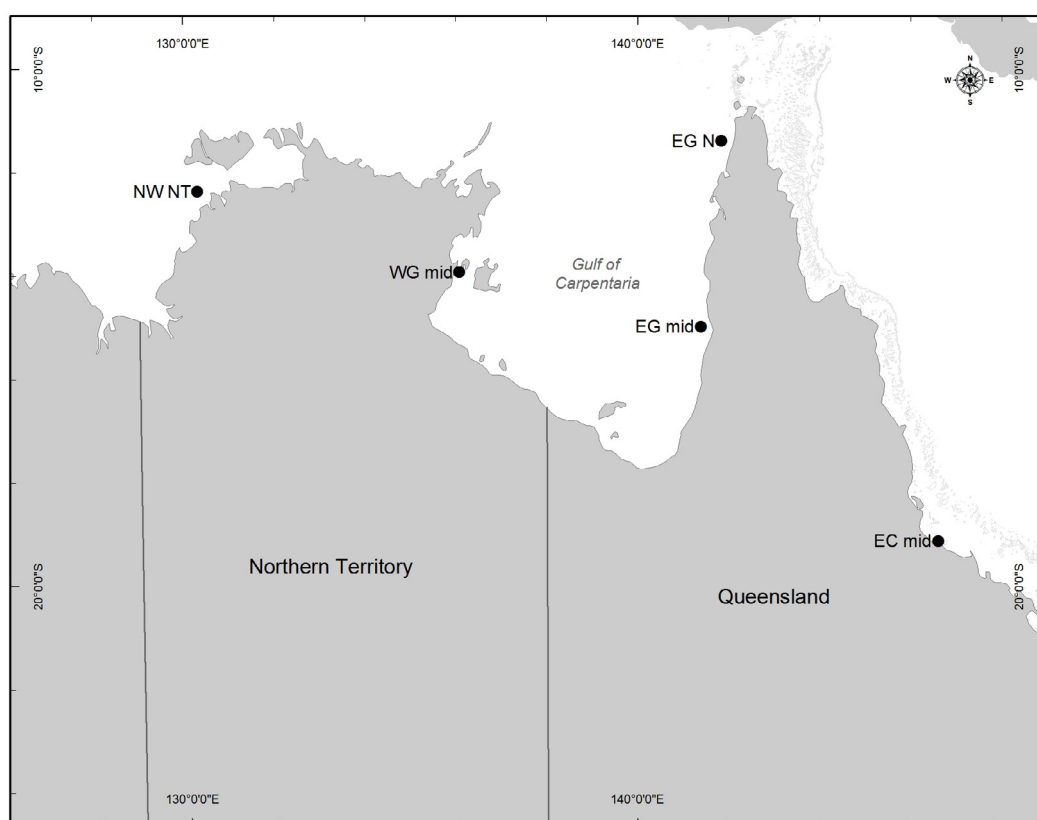 130°0'0"E
140°0'0"E
10°0'0"S
10°0'0"S
N
W
E
S
EG N
NW NT
WG mid
Gulf of
Carpentaria
EG mid
EC mid
Northern Territory
Queensland
20°0'0"S
20°0'0"S
130°0'0"E
140°0'0"E